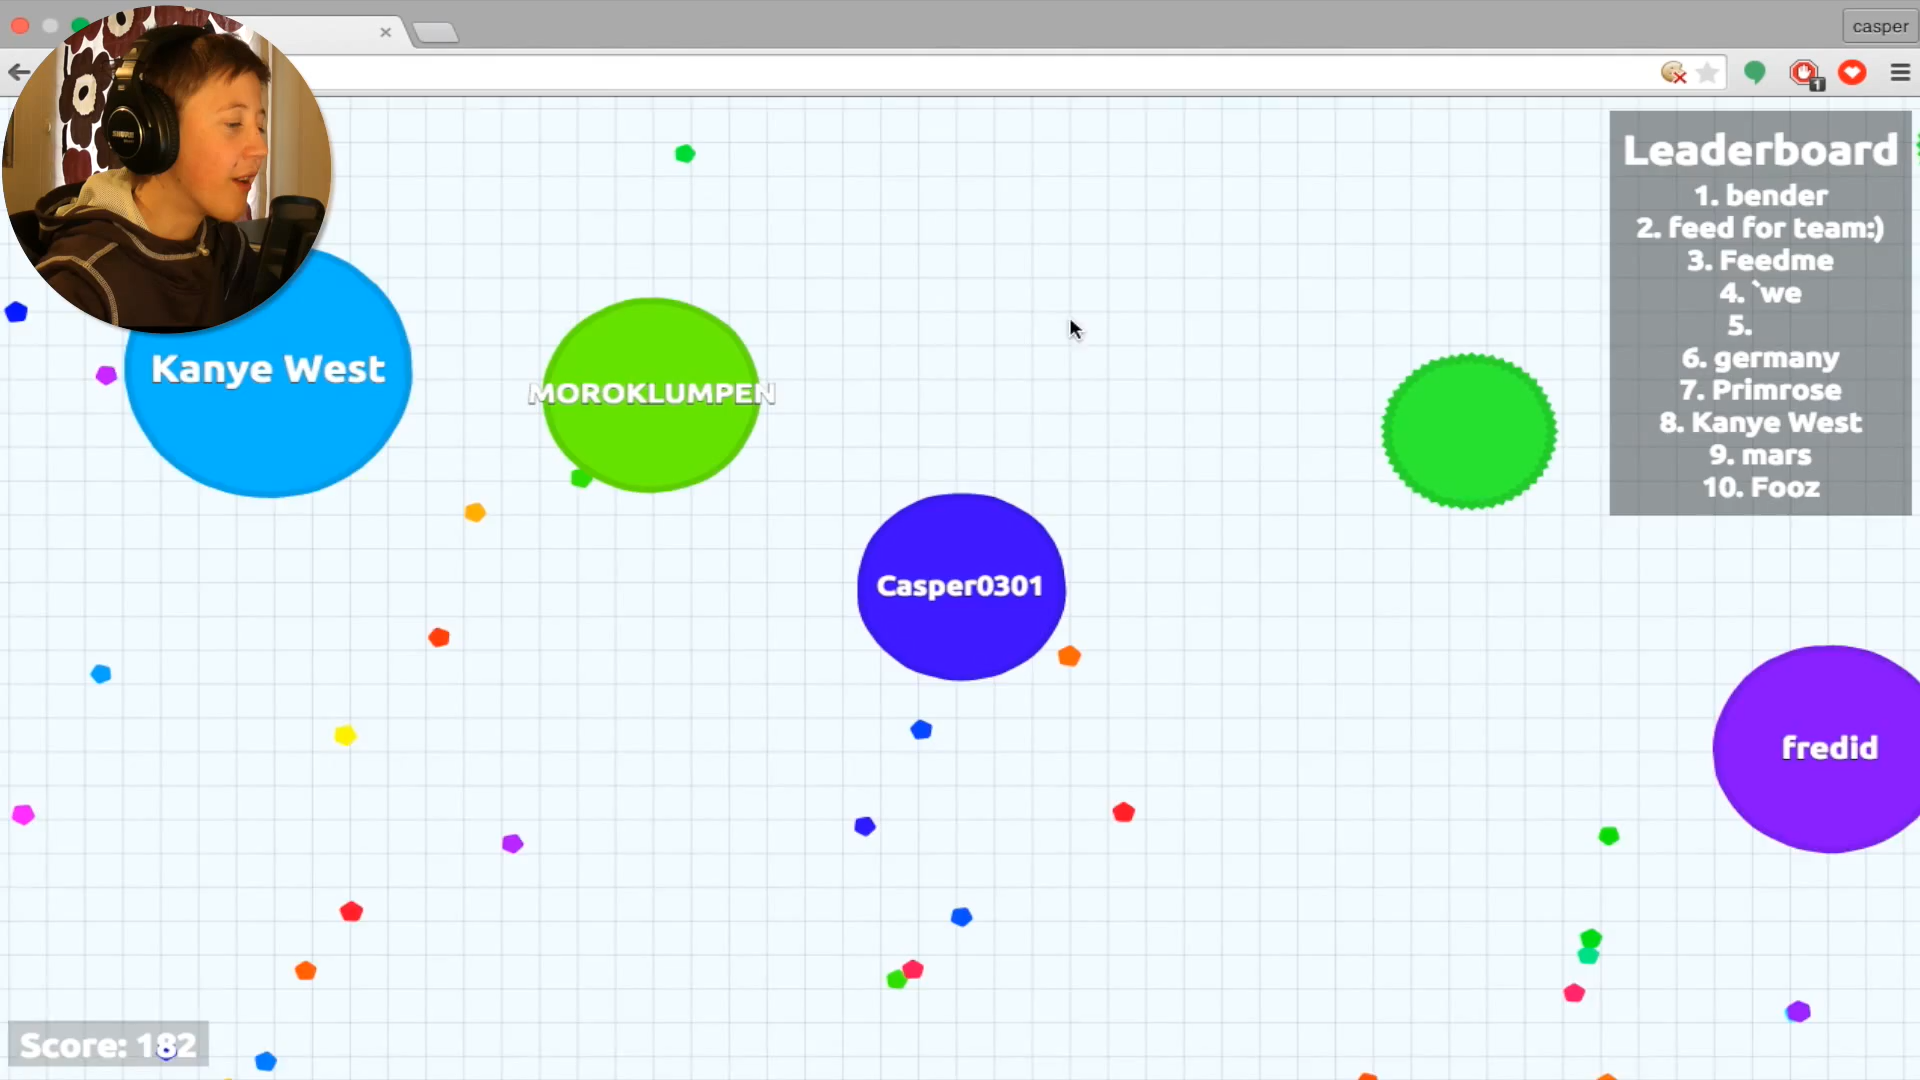 casper
1
Leaderboard
1. bender
2. feed for team:)
3. Feedme
4. `we
5.
6. germany
7. Primrose
8. Kanye West
9. mars
10. Fooz
Kanye West
MOROKLUMPEN
Casper0301
fredid
Score: 182